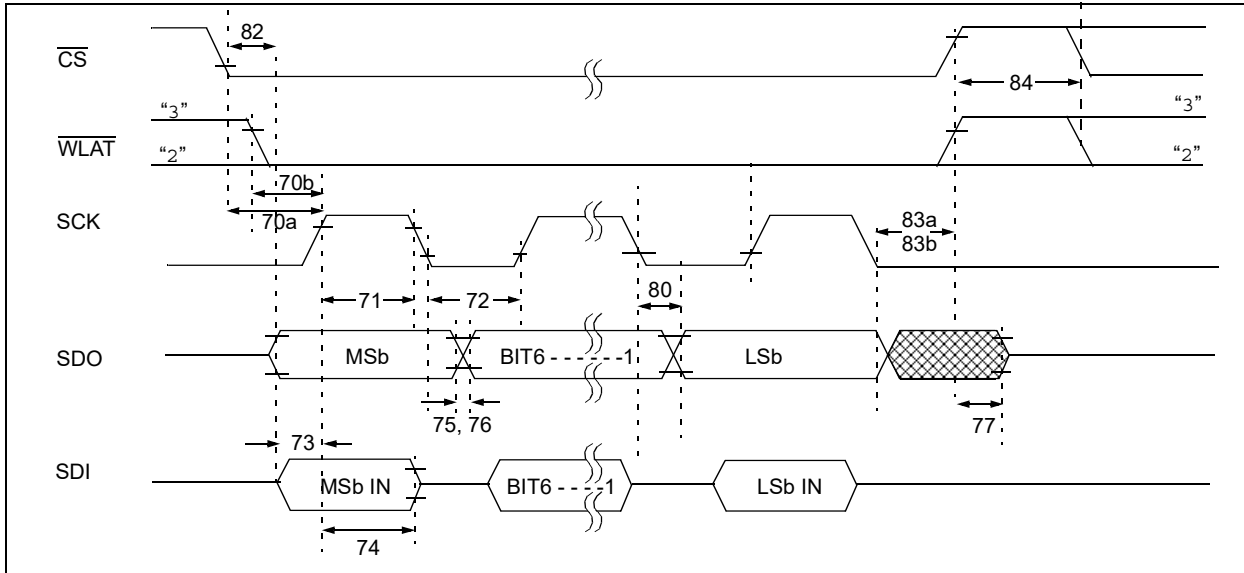 82
CS
84
“3”
“3”
WLAT
“2”
“2”
70b
70a
SCK
83a
83b
71
72
80
SDO
MSb
BIT6 - - - - - -1
LSb
75, 76
77
73
SDI
MSb IN
BIT6 - - - - -1
LSb IN
74